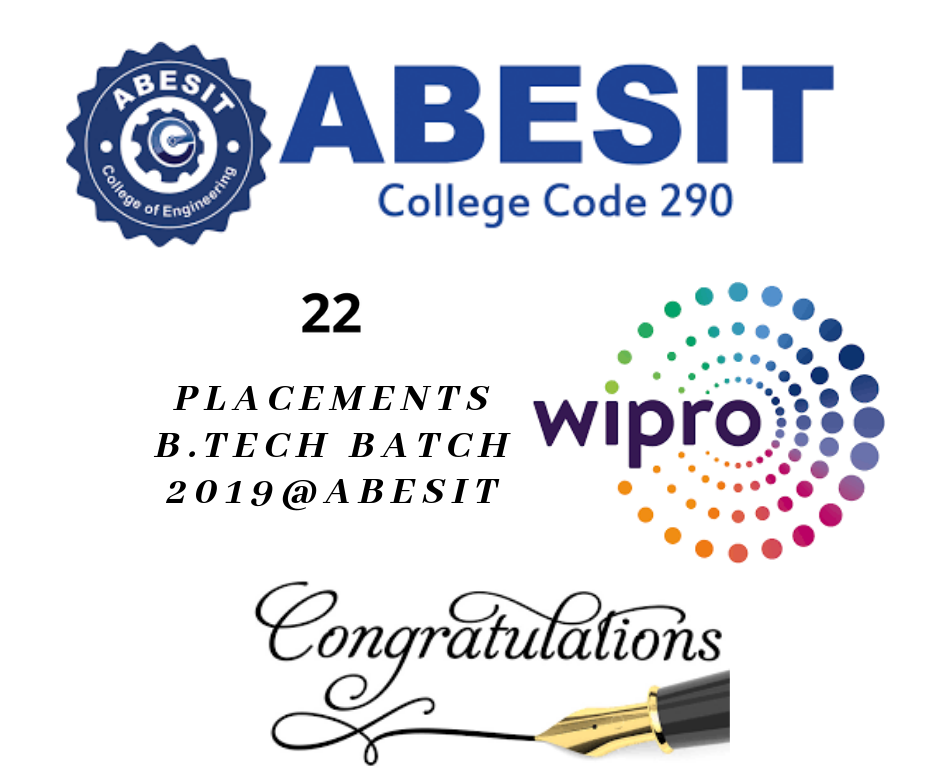 ABESIT
College of Engineering
ABESIT
College Code 290
22
PLACEMENTS
B.TECH BATCH
2019@ABESIT
wipro
Congratulations